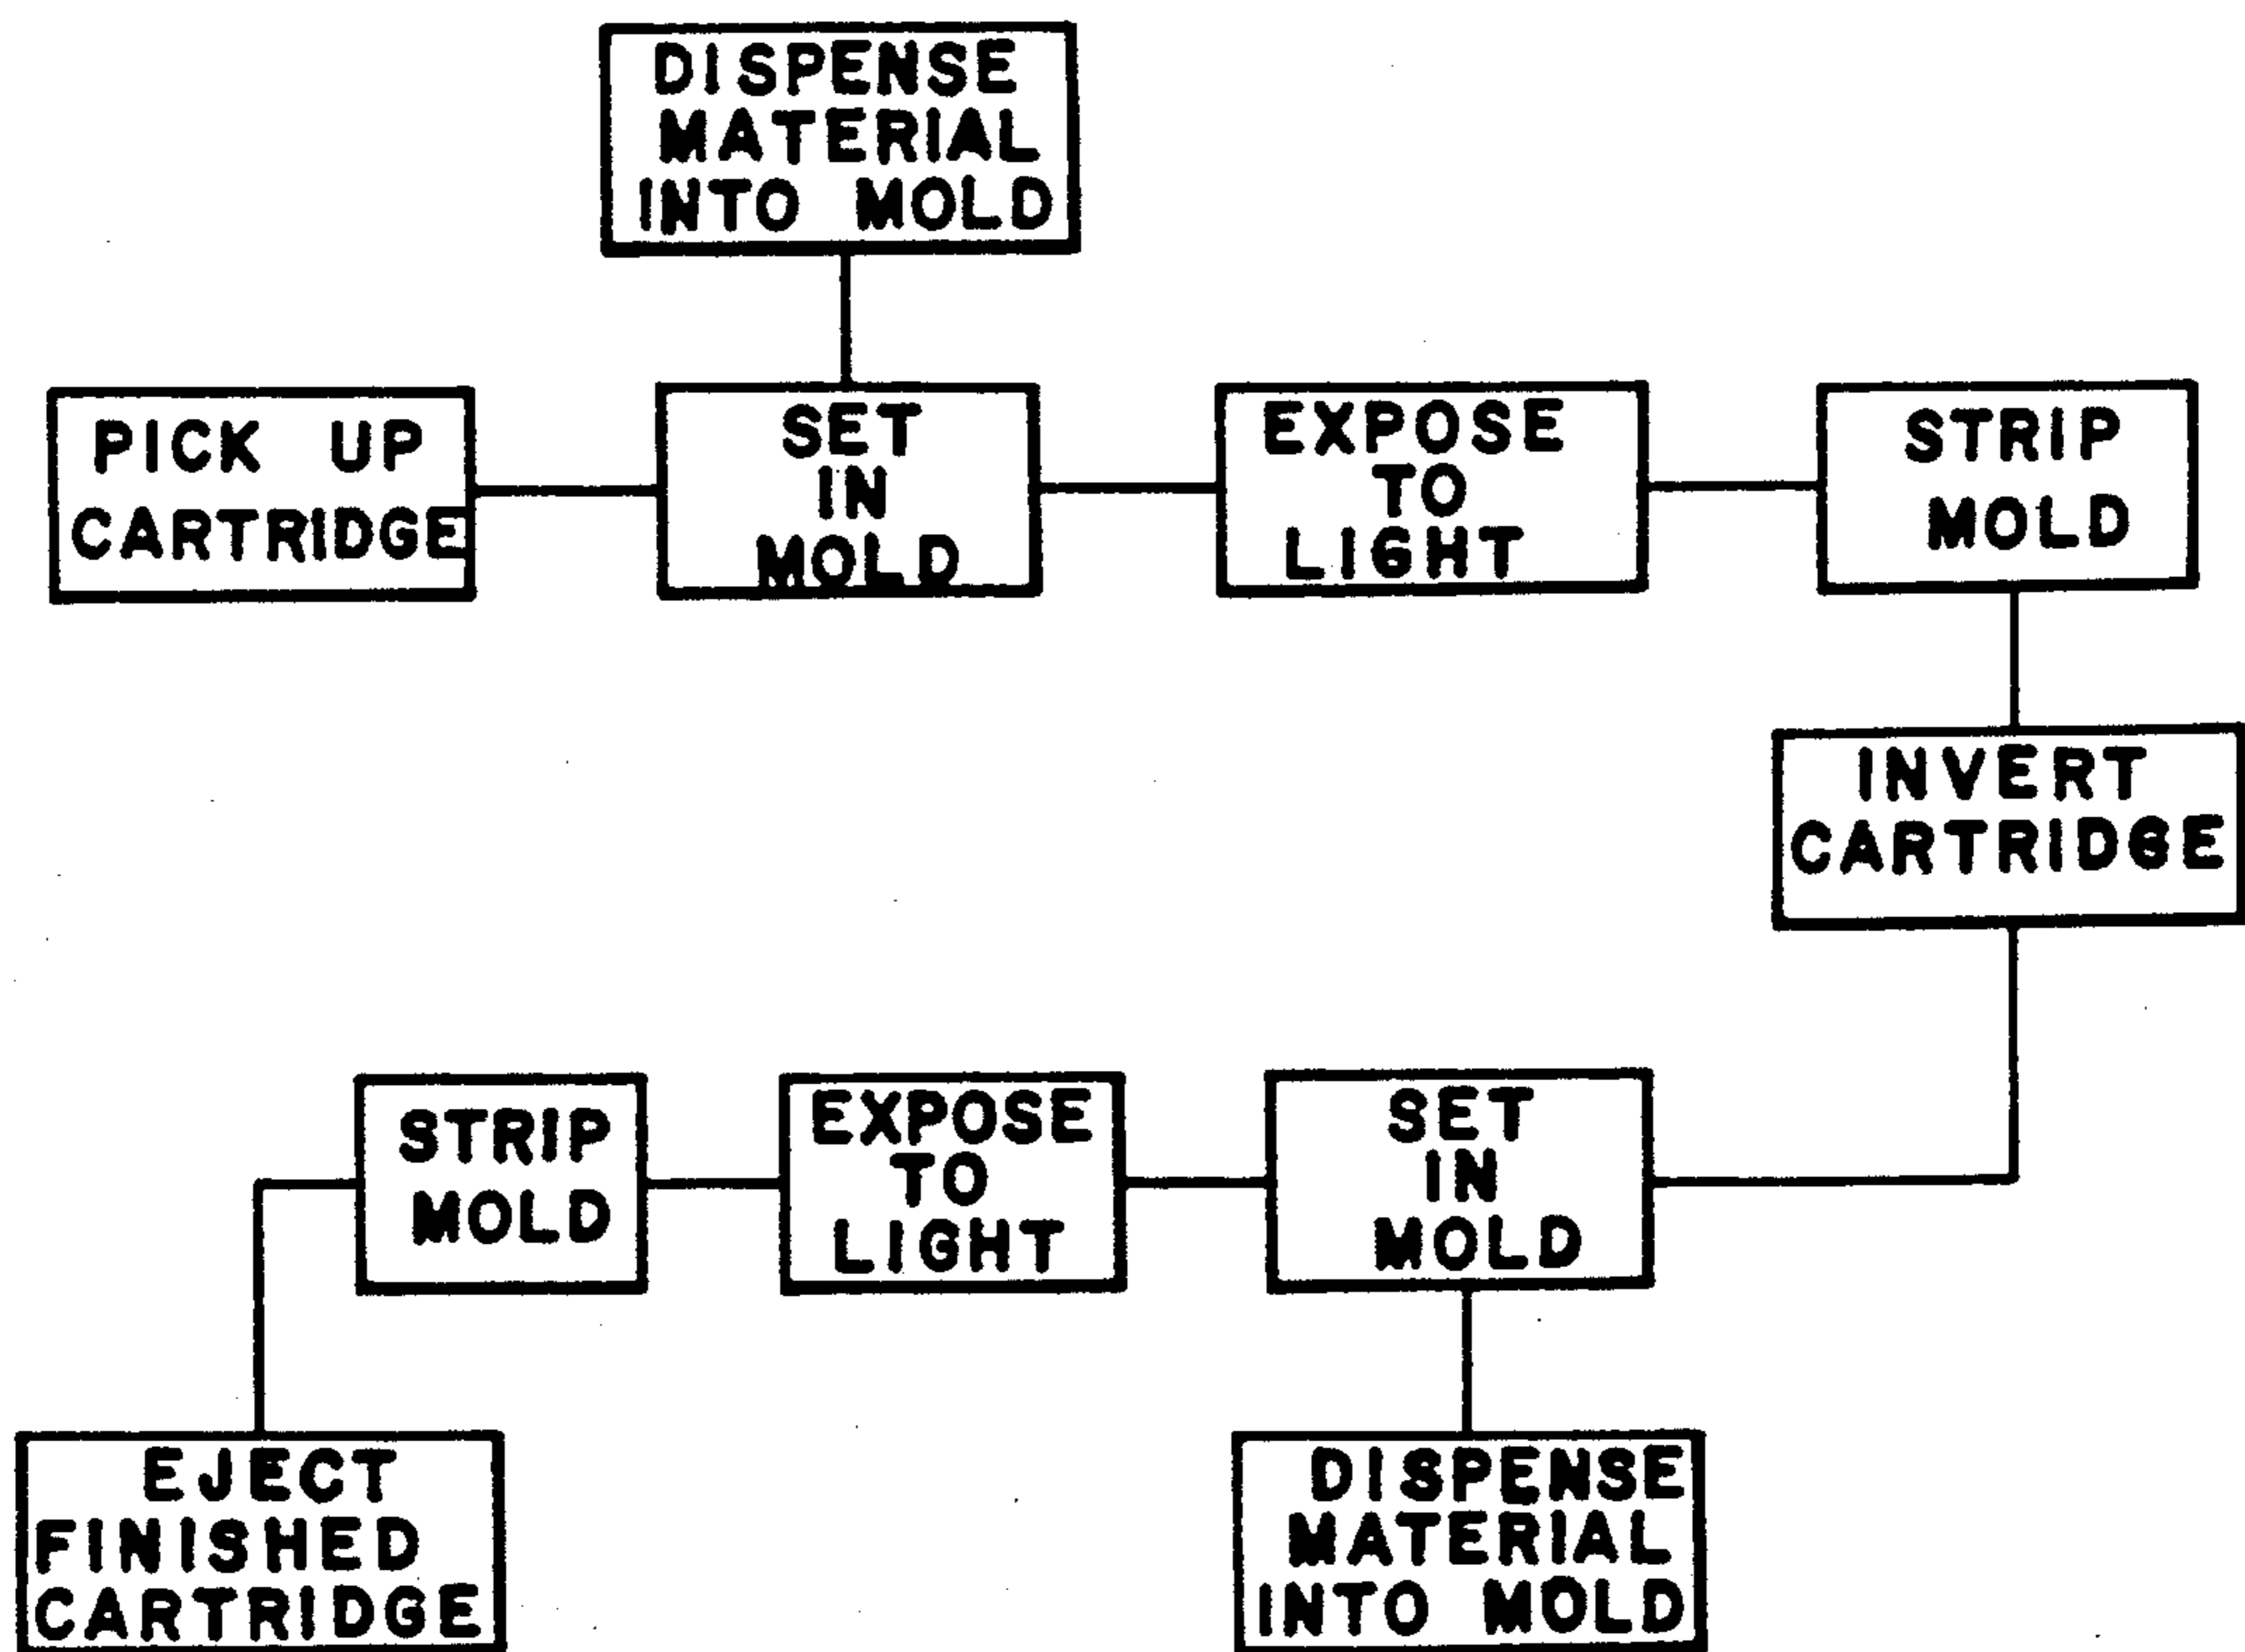 DISPENSE
MATERIAL
INTO MOLD
PICK UP
CARTRIDGE
SET
IN
MOLD
EXPOSE
TO
LIGHT
STRIP
MOLD
INVERT
CARTRIDGE
STRIP
MOLD
EXPOSE
TO
LIGHT
SET
IN
MOLD
EJECT
FINISHED
CARTRIDGE
DISPENSE
MATERIAL
INTO MOLD